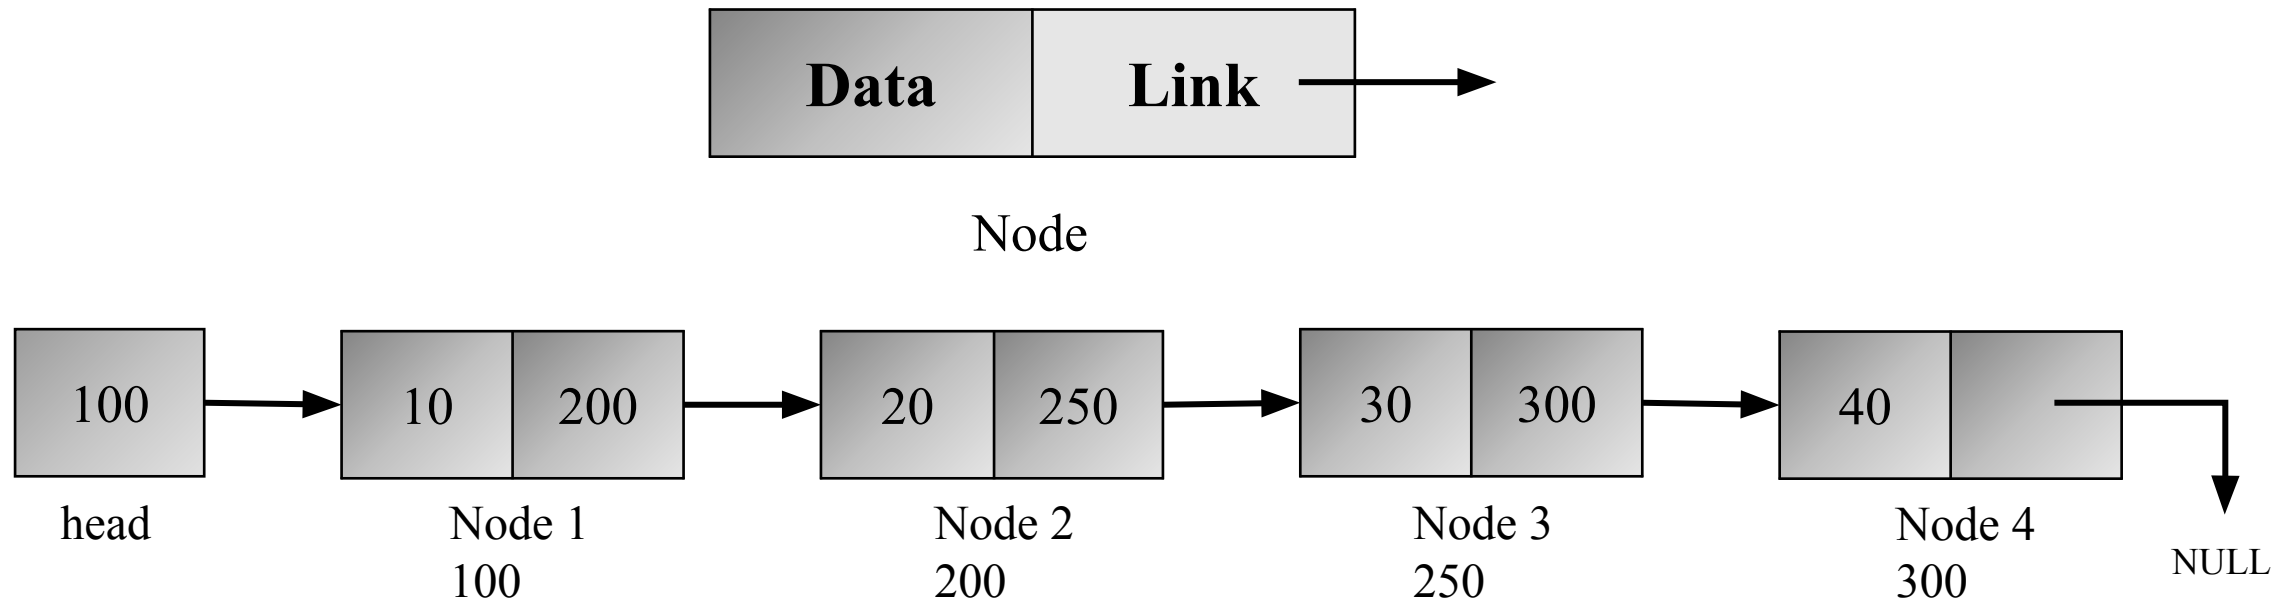 Data Link
Node
100 10 200 20 250 30 300 40
head Node 1 Node 2 Node 3 Node 4
NULL
100 200 250 300